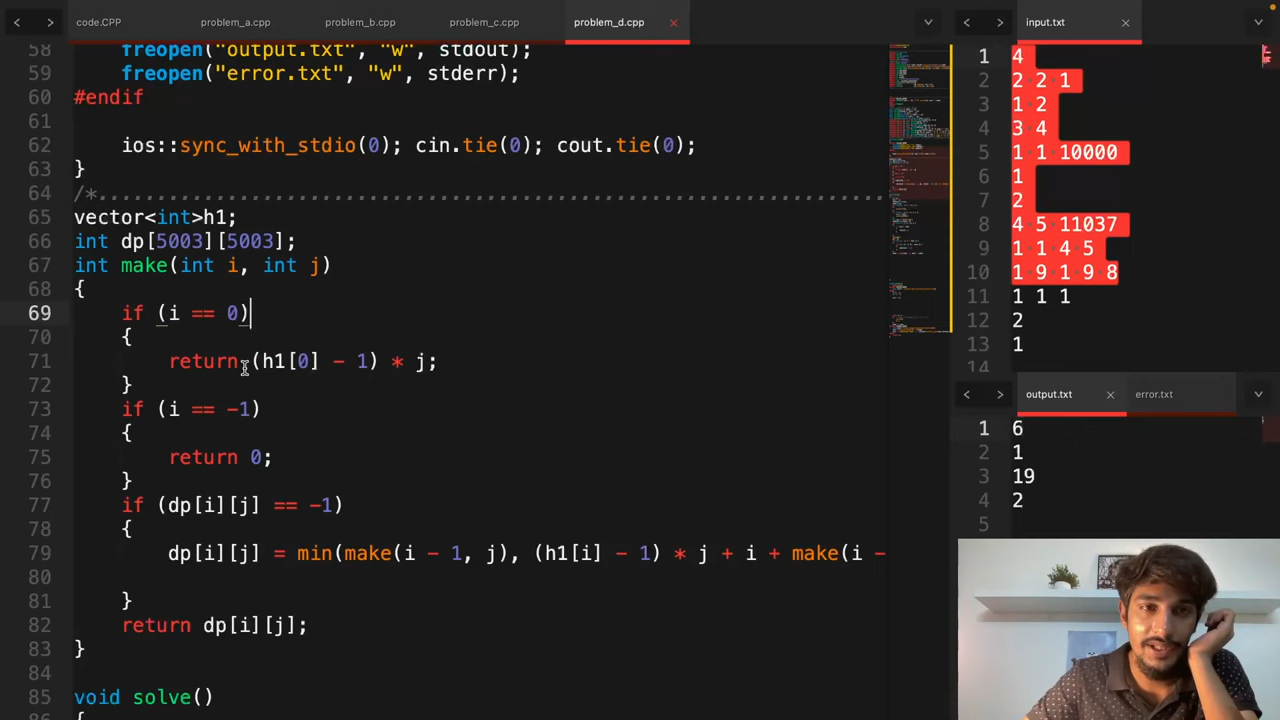 code.CPP
problem_a.cpp
problem_b.cpp
problem_c.cpp
problem_d.cpp
58 freopen("output.txt", "w", stdout);
59 freopen("error.txt", "w", stderr);
60 #endif
61
62 ios::sync_with_stdio(0); cin.tie(0); cout.tie(0);
63 }
64 /*......................................................................
65 vector<int>h1;
66 int dp[5003][5003];
67 int make(int i, int j)
68 {
69 if (i == 0)
70 {
71 return (h1[0] - 1) * j;
72 }
73 if (i == -1)
74 {
75 return 0;
76 }
77 if (dp[i][j] == -1)
78 {
79 dp[i][j] = min(make(i - 1, j), (h1[i] - 1) * j + i + make(i -
80
81 }
82 return dp[i][j];
83 }
84
85 void solve()
86 {
input.txt
1 4
2 2 2 1
3 1 2
4 3 4
5 1 1 10000
6 1
7 2
8 4 5 11037
9 1 1 4 5
10 1 9 1 9 8
11 1 1 1
12 2
13 1
14
output.txt
error.txt
1 6
2 1
3 19
4 2
5